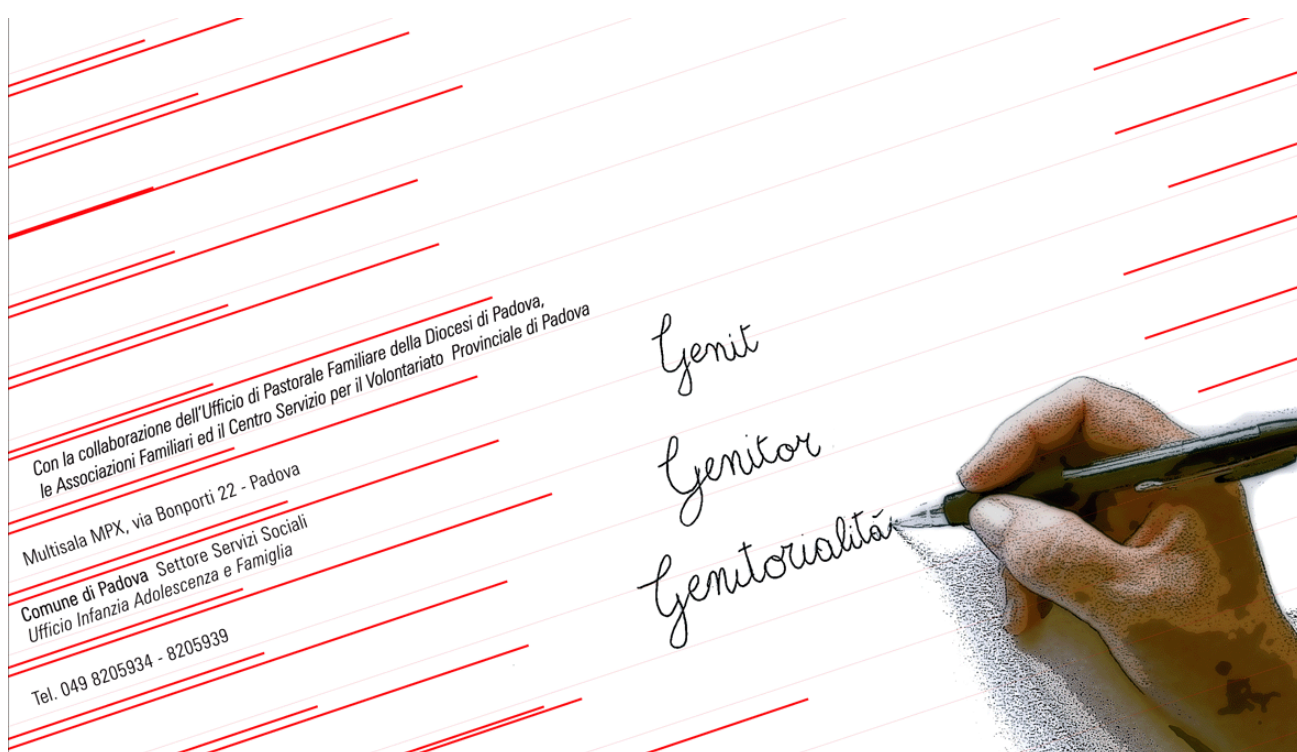 Con la collaborazione dell'Ufficio di Pastorale Familiare della Diocesi di Padova,
le Associazioni Familiari ed il Centro Servizio per il Volontariato Provinciale di Padova
Multisala MPX, via Bonporti 22 - Padova
Comune di Padova Settore Servizi Sociali
Ufficio Infanzia Adolescenza e Famiglia
Tel. 049 8205934 - 8205939
Genit
Genitor
Genitorialitá